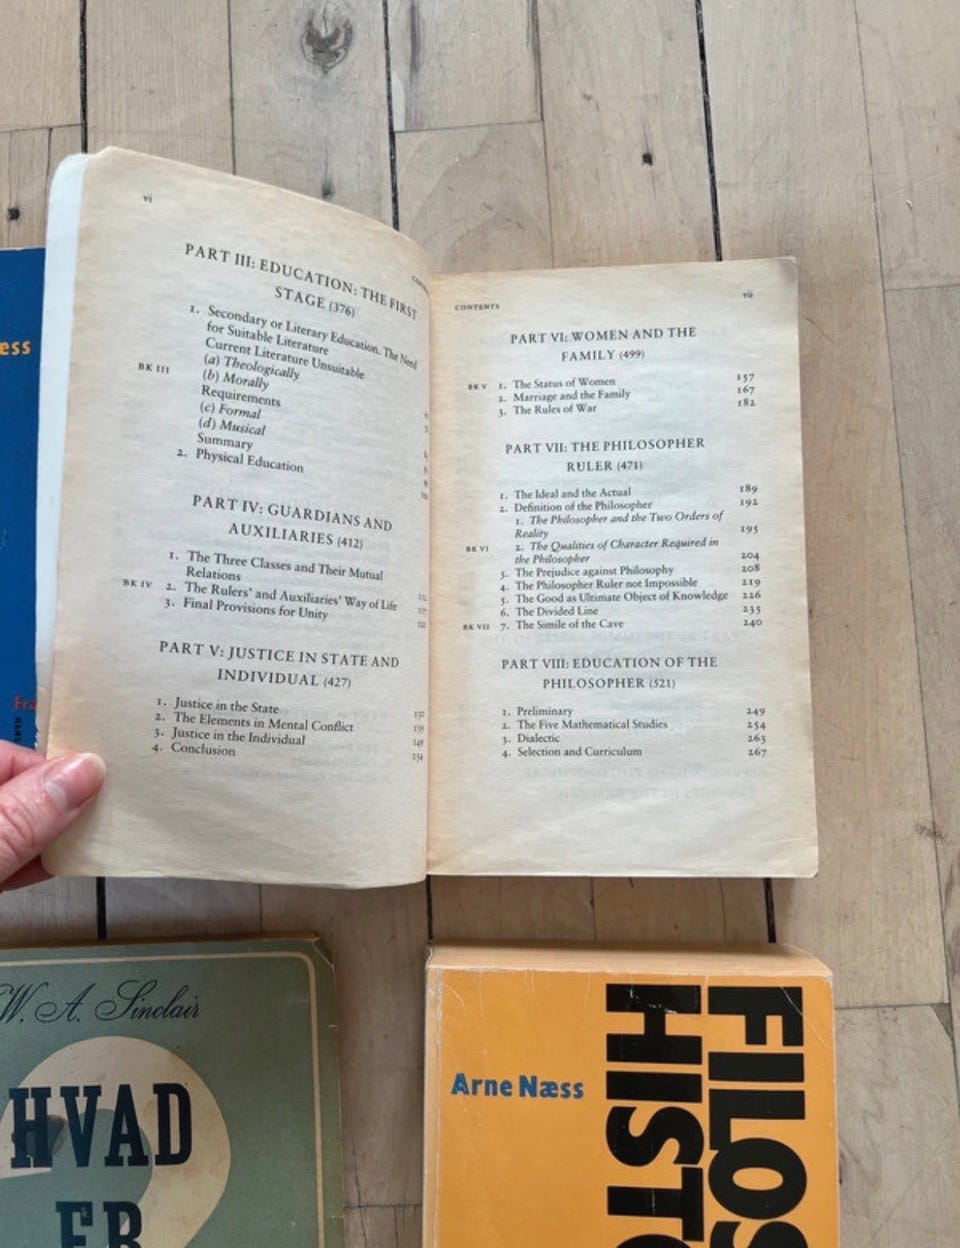 vi
PART III: EDUCATION: THE FIRST
STAGE (376)
1. Secondary or Literary Education. The Need
for Suitable Literature
Current Literature Unsuitable
(a) Theologically
BK III (b) Morally
Requirements
(c) Formal
(d) Musical
Summary
2. Physical Education
PART IV: GUARDIANS AND
AUXILIARIES (412)
1. The Three Classes and Their Mutual
Relations
BK IV 2. The Rulers' and Auxiliaries' Way of Life
3. Final Provisions for Unity
PART V: JUSTICE IN STATE AND
INDIVIDUAL (427)
1. Justice in the State
2. The Elements in Mental Conflict
3. Justice in the Individual
4. Conclusion 154
CONTENTS vii
PART VI: WOMEN AND THE
FAMILY (499)
BK V 1. The Status of Women 157
2. Marriage and the Family 167
3. The Rules of War 182
PART VII: THE PHILOSOPHER
RULER (471)
1. The Ideal and the Actual 189
2. Definition of the Philosopher 192
1. The Philosopher and the Two Orders of
Reality 195
BK VI 2. The Qualities of Character Required in
the Philosopher 204
3. The Prejudice against Philosophy 208
4. The Philosopher Ruler not Impossible 219
5. The Good as Ultimate Object of Knowledge 226
6. The Divided Line 235
BK VII 7. The Simile of the Cave 240
PART VIII: EDUCATION OF THE
PHILOSOPHER (521)
1. Preliminary 249
2. The Five Mathematical Studies 254
3. Dialectic 263
4. Selection and Curriculum 267
ess
Fra
HANS
W. A. Sinclair
HVAD
ER
Arne Næss
FILOS
HISTO